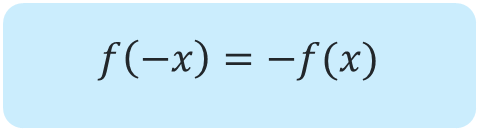 f(−x) = −f(x)